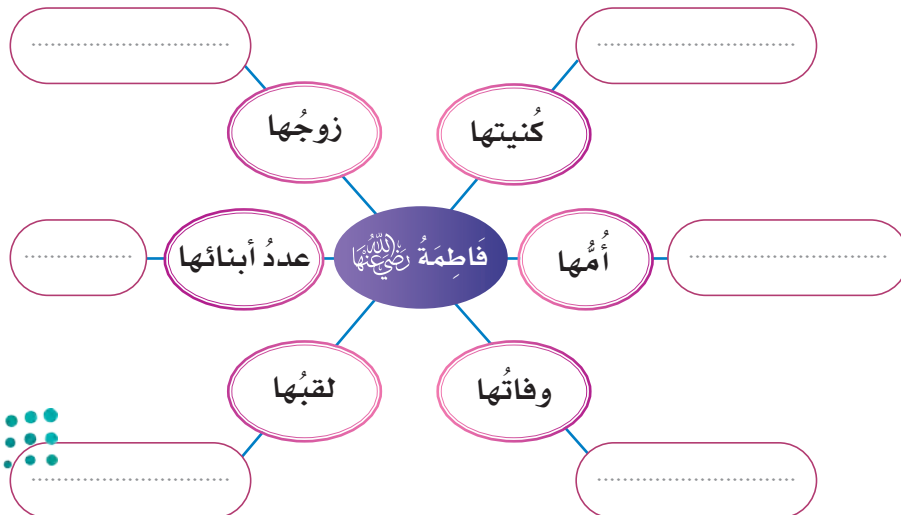 كُنيتها
زوجُها
أُمُّها
فَاطِمَةُ رَضِيَ اللَّهُ عَنْهَا
عددُ أبنائها
وفاتُها
لقبُها